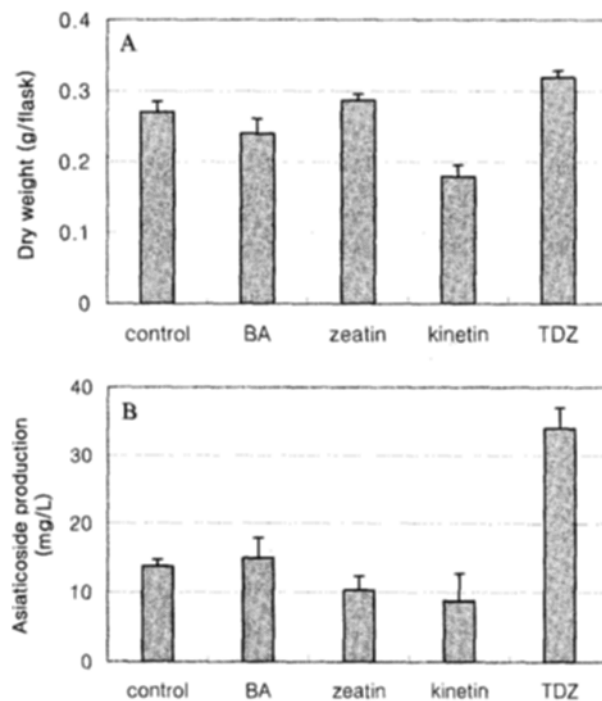 A
Dry weight (g/flask)
0.4
0.3
0.2
0.1
0
control BA zeatin kinetin TDZ
B
Asiaticoside production
(mg/L)
40
30
20
10
0
control BA zeatin kinetin TDZ